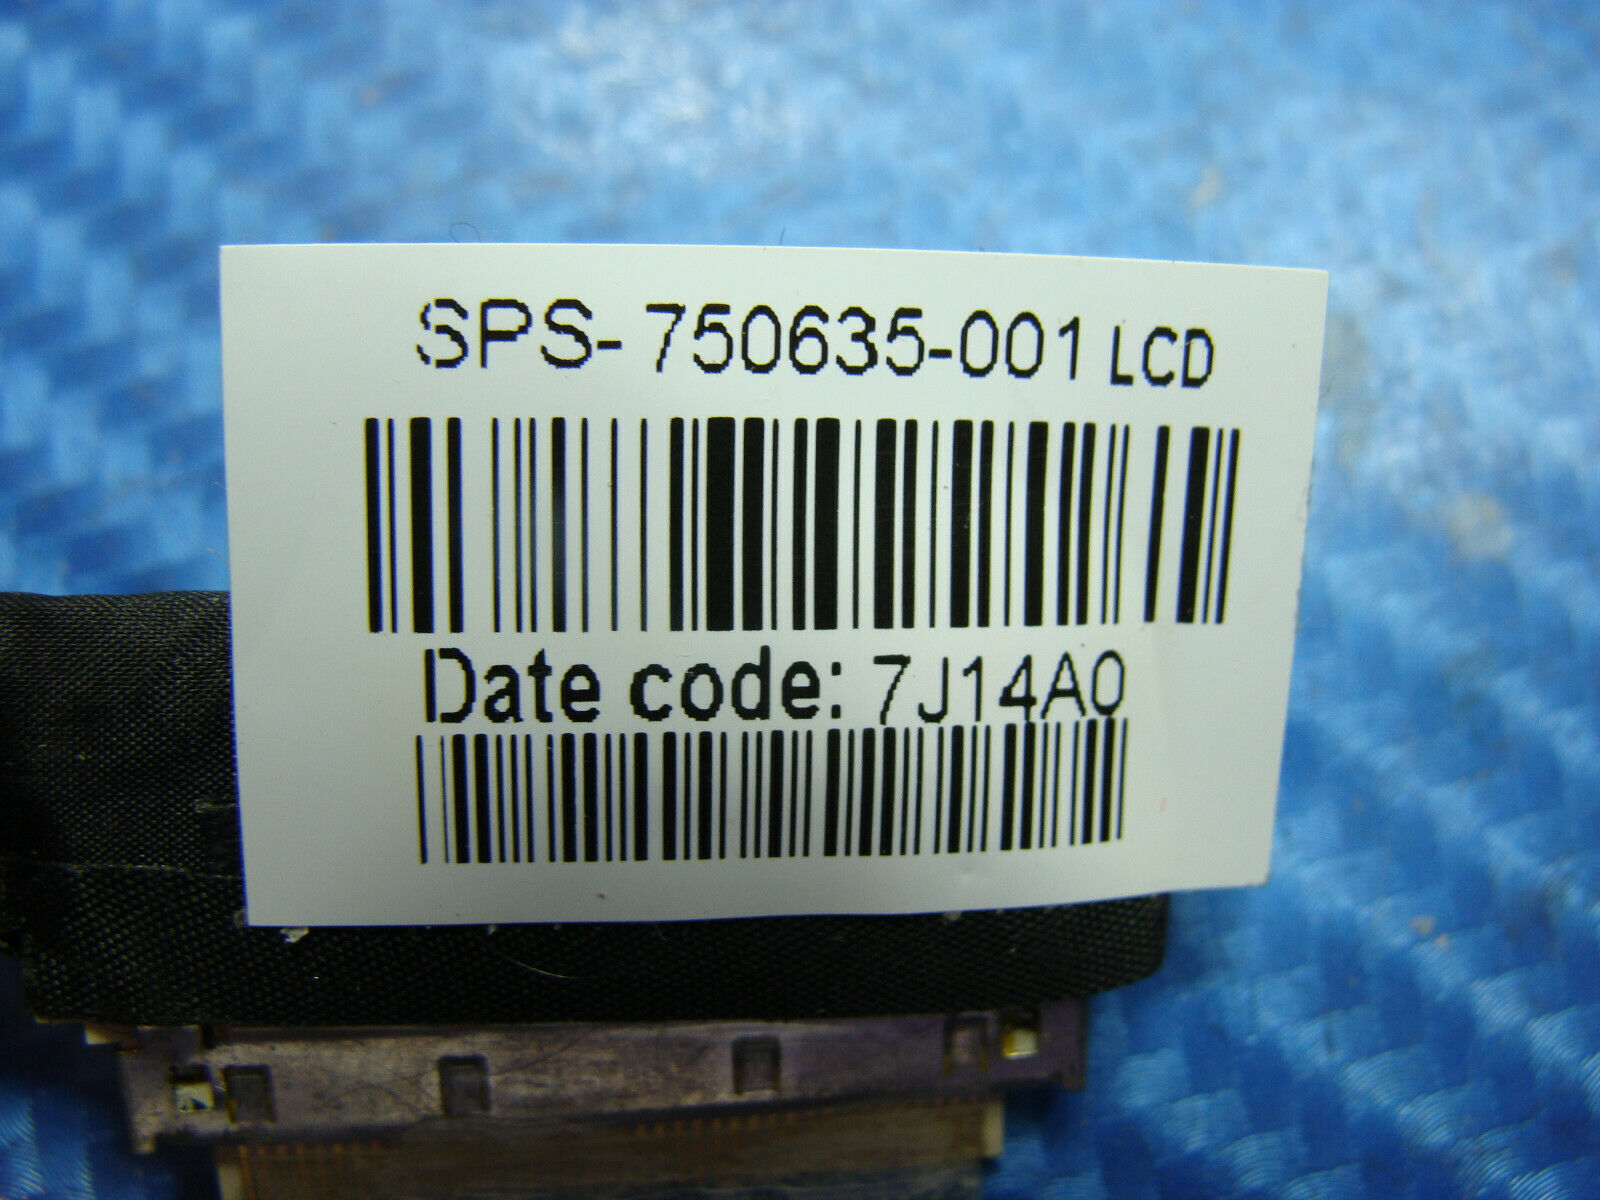 SPS-750635-001 LCD
Date code: 7J14A0